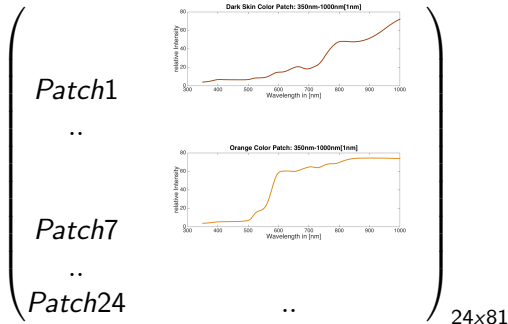 Dark Skin Color Patch: 350nm-1000nm[1nm]
80
60
40
20
0
relative Intensity
300 400 500 600 700 800 900 1000
Wavelength in [nm]
Patch1
..
Orange Color Patch: 350nm-1000nm[1nm]
80
60
40
20
0
relative Intensity
300 400 500 600 700 800 900 1000
Wavelength in [nm]
Patch7
..
Patch24 ..
24x81